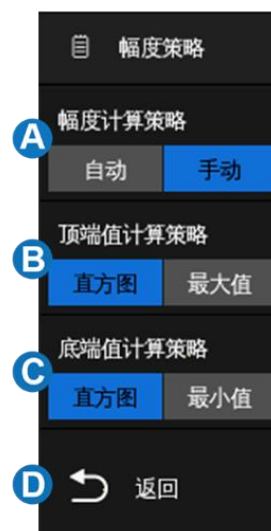 幅度策略
A 幅度计算策略
自动 手动
B 顶端值计算策略
直方图 最大值
C 底端值计算策略
直方图 最小值
D 返回